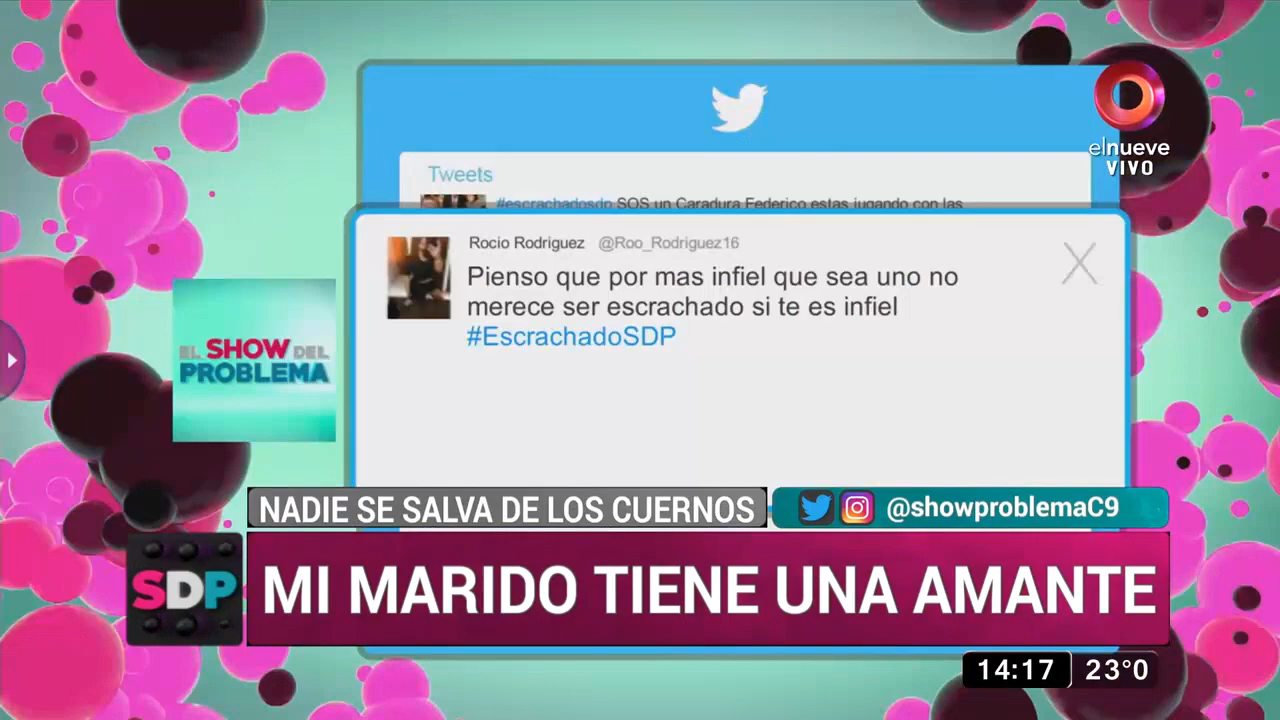 elnueve
VIVO
Tweets
#escrachadosdp SOS un Caradura Federico estas jugando con las
Rocio Rodriguez @Roo_Rodriguez16
Pienso que por mas infiel que sea uno no
merece ser escrachado si te es infiel
#EscrachadoSDP
EL SHOW DEL
PROBLEMA
NADIE SE SALVA DE LOS CUERNOS
@showproblemaC9
SDP
MI MARIDO TIENE UNA AMANTE
14:17 23°0